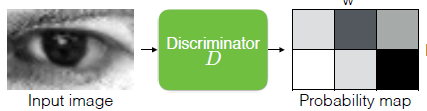 w
Discriminator
D
Input image
Probability map